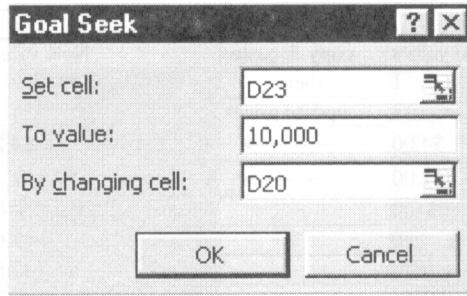 Goal Seek ? ×
Set cell: D23
To value: 10,000
By changing cell: D20
OK Cancel